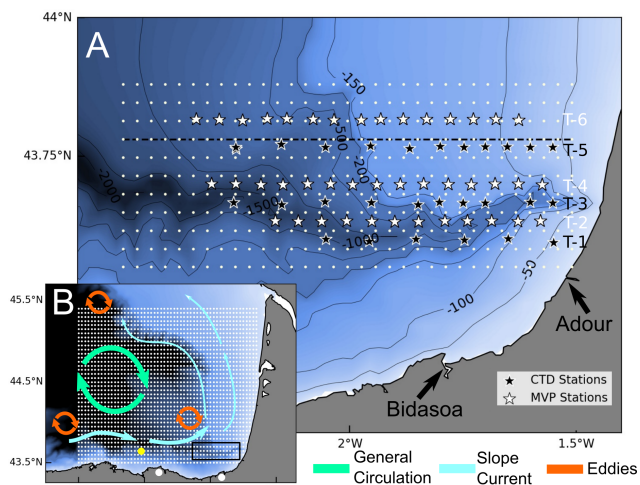 44°N
A
-150
T-6
500
43.75°N
T-5
-200
-2000
T-4
-1500
T-3
T-2
-1000
T-1
-50
B
45.5°N
-100
Adour
44.5°N
CTD Stations
MVP Stations
Bidasoa
43.5°N
2°W
1.5°W
General
Circulation
Slope
Current
Eddies